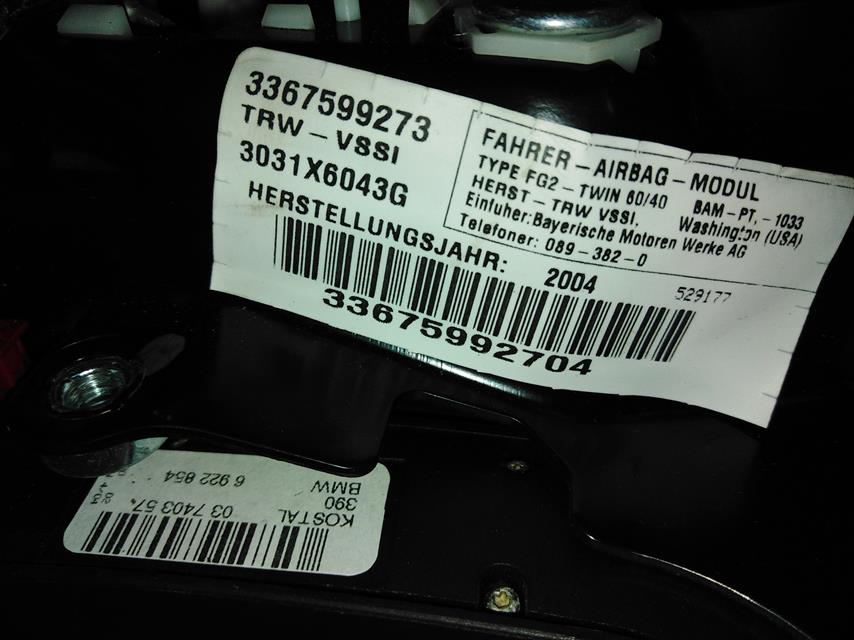 3367599273
TRW - VSSI
3031X6043G
HERSTELLUNGSJAHR: 2004
33675992704
FAHRER - AIRBAG - MODUL
TYPE FG2 - TWIN 60/40 BAM - PT. - 1033
HERST - TRW VSSI, Washington (USA)
Einfuher: Bayerische Motoren Werke AG
Telefoner: 089 - 382 - 0
529177
KOSTAL
390
BMW
03 7403 57
6 922 854